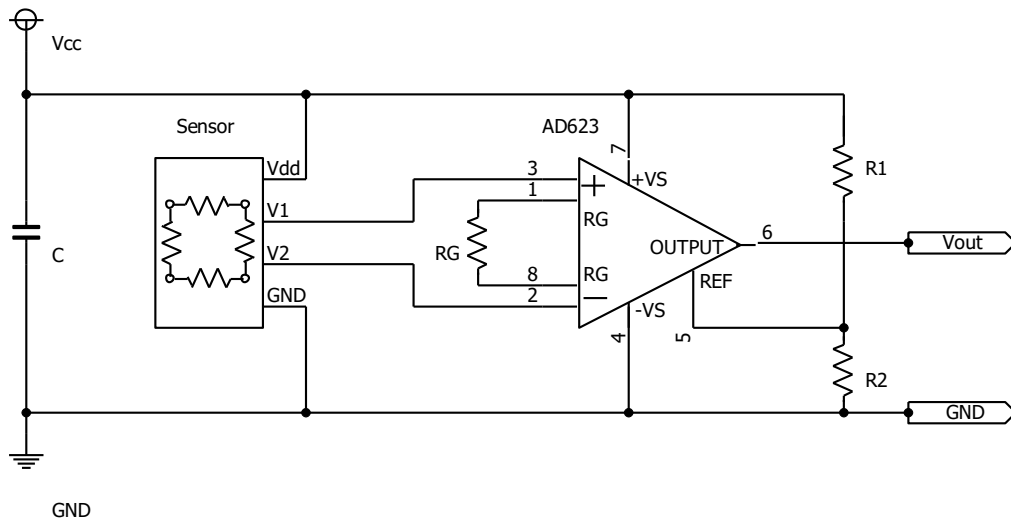 Vcc
Sensor
AD623
Vdd
V1
V2
GND
C
3
1
RG
RG
8
RG
2
7
+VS
OUTPUT
6
REF
-VS
4
5
R1
R2
Vout
GND
GND